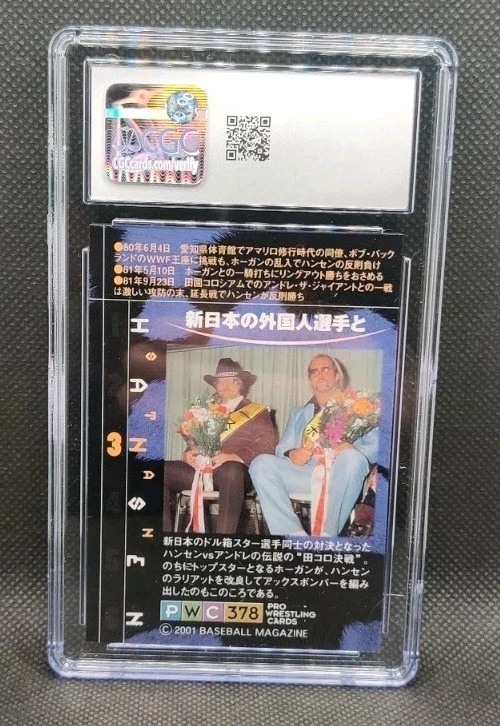 CGC
CGCcards.com/verify
●80年6月4日 愛知県体育館でアマリロ修行時代の同僚、ボブ・バック
ランドのWWF王座に挑戦も、ホーガンの乱入でハンセンの反則負け
●81年5月10日 ホーガンとの一騎打ちにリングアウト勝ちをおさめる
●81年9月23日 田園コロシアムでのアンドレ・ザ・ジャイアントとの一戦
は激しい攻防の末、延長戦でハンセンが反則勝ち
新日本の外国人選手と
STAN
HANSEN
3
新日本のドル箱スター選手同士の対決となった
ハンセンvsアンドレの伝説の"田コロ決戦"。
のちにトップスターとなるホーガンが、ハンセン
のラリアットを改良してアックスボンバーを編み
出したのもこのころである。
PWC 378 PRO
WRESTLING
CARDS
© 2001 BASEBALL MAGAZINE